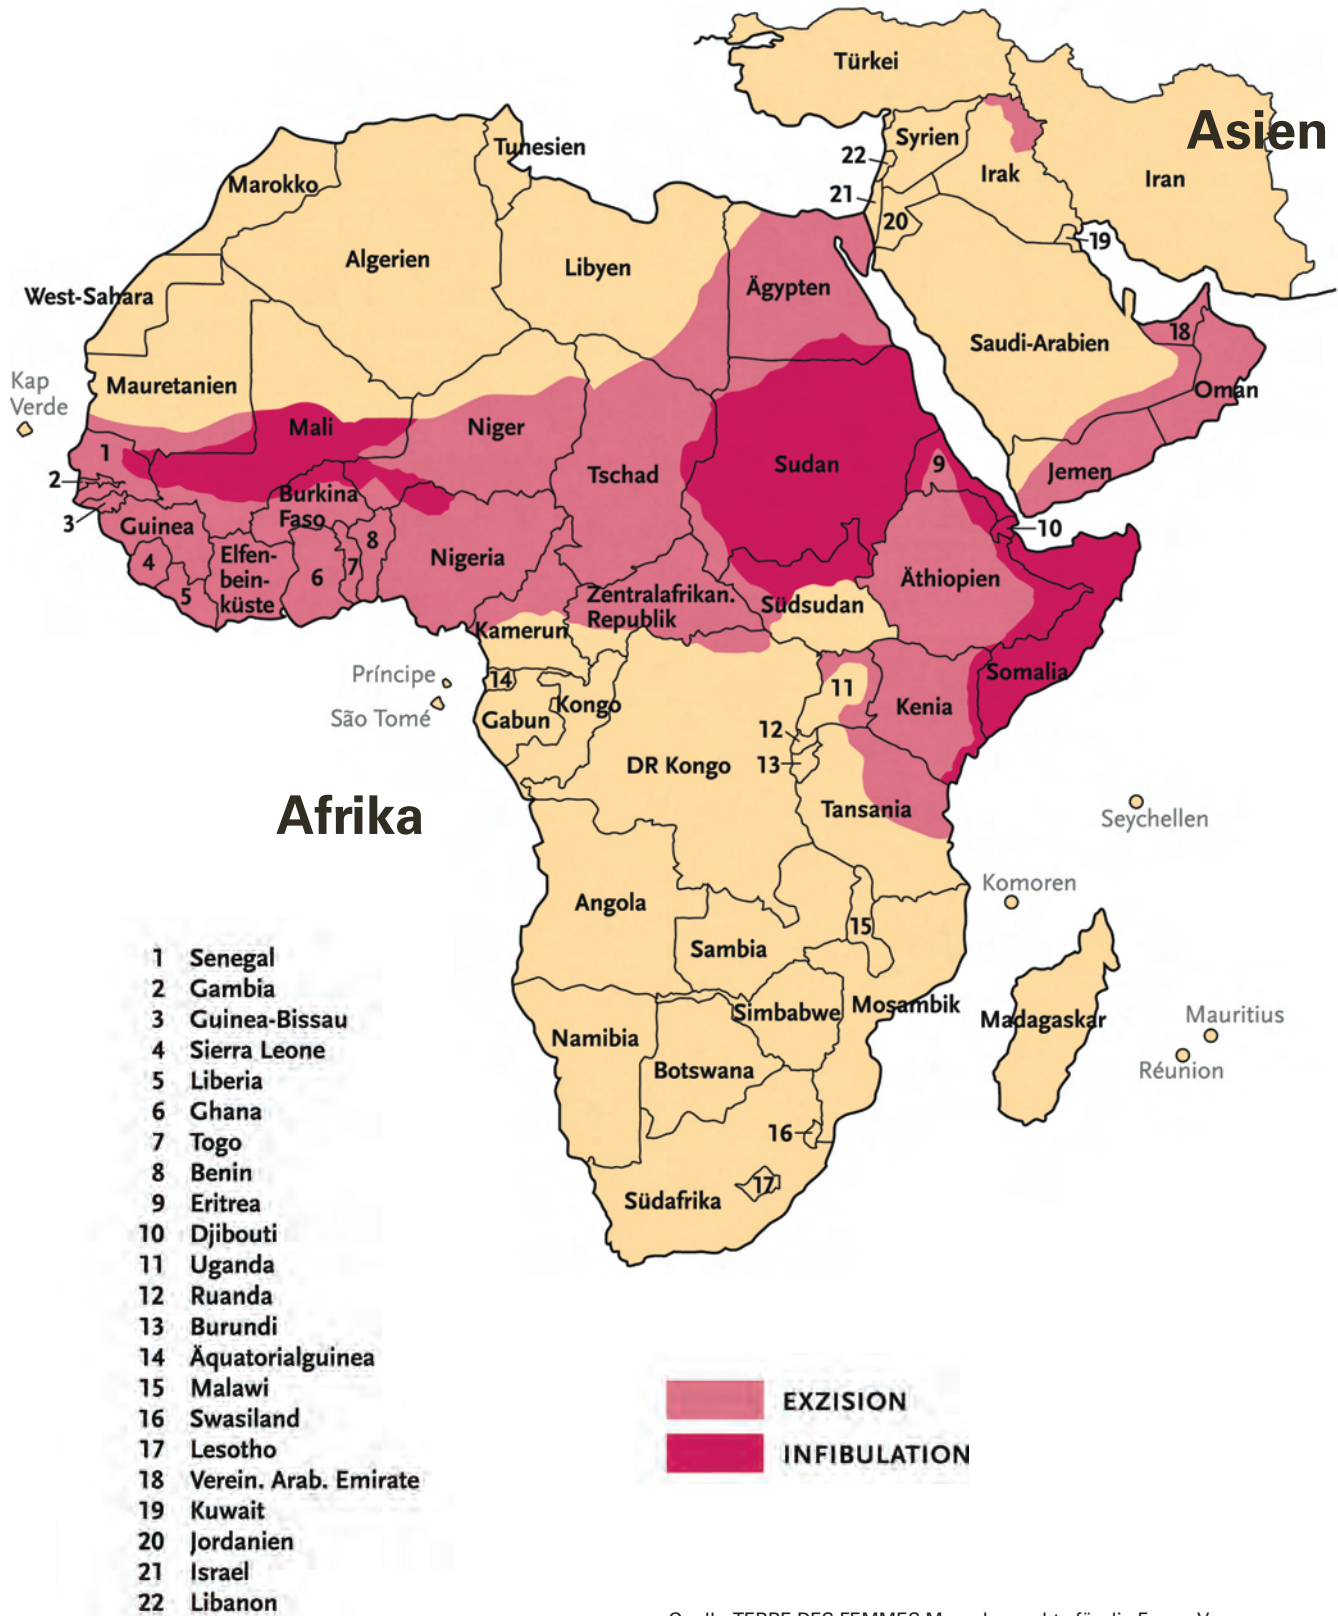 Türkei
Asien
Syrien
22
Irak
Iran
21
20
19
Tunesien
Marokko
Algerien
Libyen
Ägypten
West-Sahara
Saudi-Arabien
18
Oman
Kap
Verde
Mauretanien
Mali
Niger
Tschad
Sudan
9
Jemen
1
2
3
Burkina
Faso
Guinea
8
10
4
5
Elfen-
bein-
küste
6
7
Nigeria
Äthiopien
Zentralafrikan.
Republik
Südsudan
Kamerun
Somalia
Príncipe
14
11
São Tomé
Gabun
Kongo
Kenia
12
13
DR Kongo
Afrika
Tansania
Seychellen
Komoren
Angola
15
Sambia
Simbabwe
Mosambik
Madagaskar
Mauritius
Réunion
Namibia
Botswana
16
17
Südafrika
1 Senegal
2 Gambia
3 Guinea-Bissau
4 Sierra Leone
5 Liberia
6 Ghana
7 Togo
8 Benin
9 Eritrea
10 Djibouti
11 Uganda
12 Ruanda
13 Burundi
14 Äquatorialguinea
15 Malawi
16 Swasiland
17 Lesotho
18 Verein. Arab. Emirate
19 Kuwait
20 Jordanien
21 Israel
22 Libanon
EXZISION
INFIBULATION